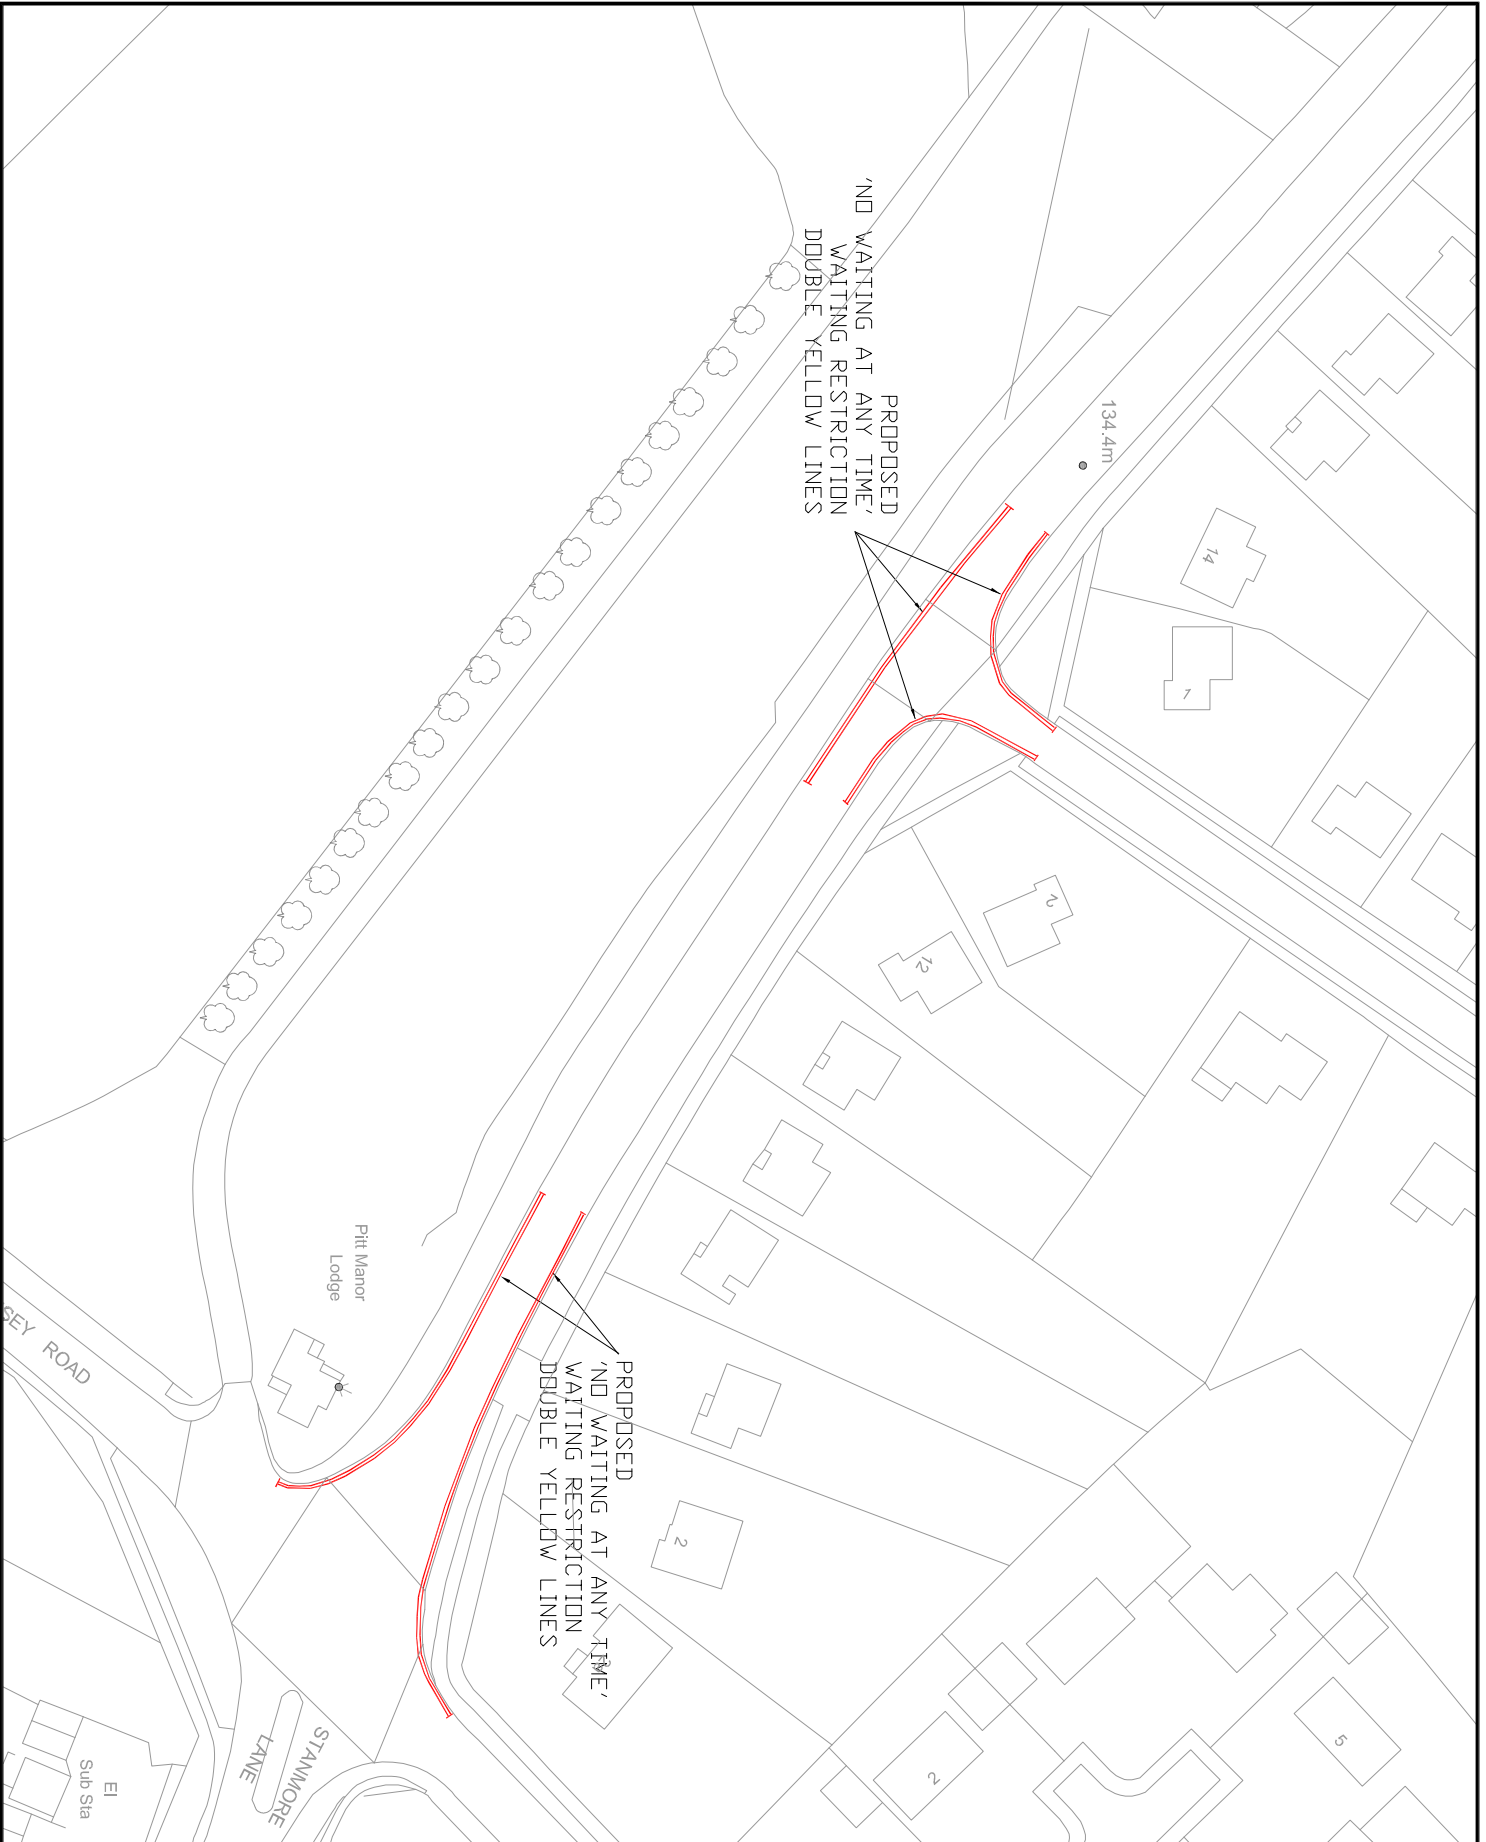 PROPOSED
'NO WAITING AT ANY TIME'
WAITING RESTRICTION
DOUBLE YELLOW LINES
134.4m
14
1
2
12
PROPOSED
'NO WAITING AT ANY TIME'
WAITING RESTRICTION
DOUBLE YELLOW LINES
Pitt Manor
Lodge
SEY ROAD
2
2
5
STANMORE
LANE
El
Sub Sta